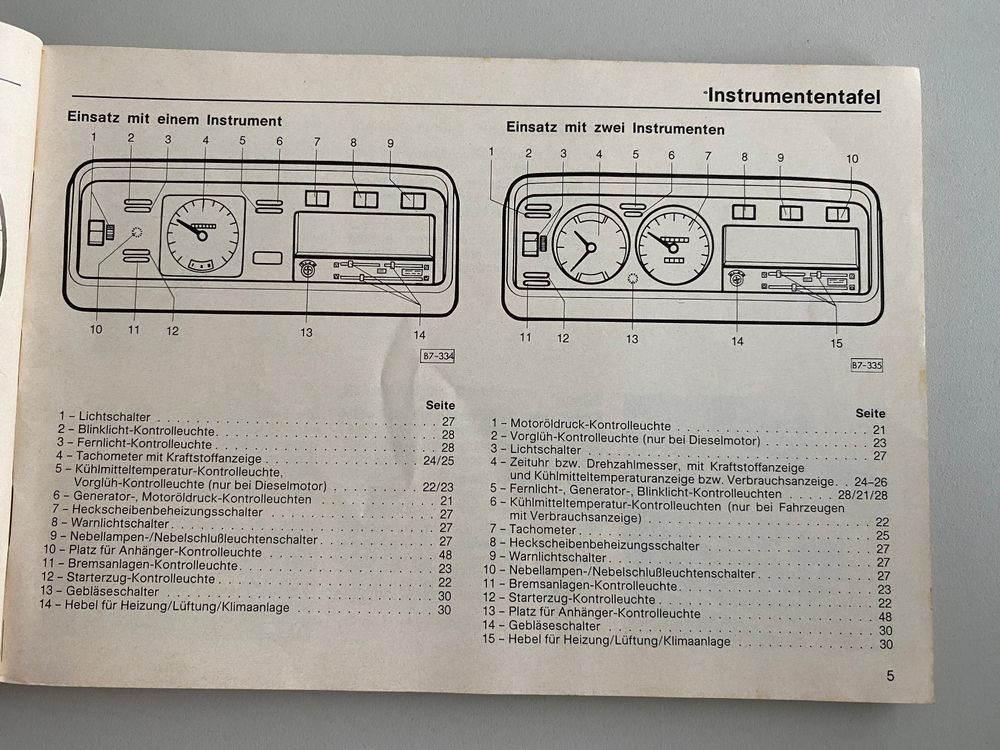 Instrumententafel
Einsatz mit einem Instrument
1 2 3 4 5 6 7 8 9
10 11 12 13 14
B7-334
Seite
1 – Lichtschalter . . . 27
2 – Blinklicht-Kontrolleuchte. . . . 28
3 – Fernlicht-Kontrolleuchte . . . 28
4 – Tachometer mit Kraftstoffanzeige . . . 24/25
5 – Kühlmitteltemperatur-Kontrolleuchte,
Vorglüh-Kontrolleuchte (nur bei Dieselmotor) . . . 22/23
6 – Generator-, Motoröldruck-Kontrolleuchten . . . 21
7 – Heckscheibenbeheizungsschalter . . . 27
8 – Warnlichtschalter. . . . 27
9 – Nebellampen-/Nebelschlußleuchtenschalter. . . . 27
10 – Platz für Anhänger-Kontrolleuchte . . . 48
11 – Bremsanlagen-Kontrolleuchte. . . . 23
12 – Starterzug-Kontrolleuchte . . . 22
13 – Gebläseschalter . . . 30
14 – Hebel für Heizung/Lüftung/Klimaanlage . . . 30
Einsatz mit zwei Instrumenten
1 2 3 4 5 6 7 8 9 10
11 12 13 14 15
B7-335
Seite
1 – Motoröldruck-Kontrolleuchte . . . 21
2 – Vorglüh-Kontrolleuchte (nur bei Dieselmotor) . . . 23
3 – Lichtschalter . . . 27
4 – Zeituhr bzw. Drehzahlmesser, mit Kraftstoffanzeige
und Kühlmitteltemperaturanzeige bzw. Verbrauchsanzeige. . . 24–26
5 – Fernlicht-, Generator-, Blinklicht-Kontrolleuchten . . . 28/21/28
6 – Kühlmitteltemperatur-Kontrolleuchten (nur bei Fahrzeugen
mit Verbrauchsanzeige) . . . 22
7 – Tachometer . . . 25
8 – Heckscheibenbeheizungsschalter . . . 27
9 – Warnlichtschalter. . . . 27
10 – Nebellampen-/Nebelschlußleuchtenschalter. . . . 27
11 – Bremsanlagen-Kontrolleuchte. . . . 23
12 – Starterzug-Kontrolleuchte . . . 22
13 – Platz für Anhänger-Kontrolleuchte . . . 48
14 – Gebläseschalter . . . 30
15 – Hebel für Heizung/Lüftung/Klimaanlage . . . 30
5